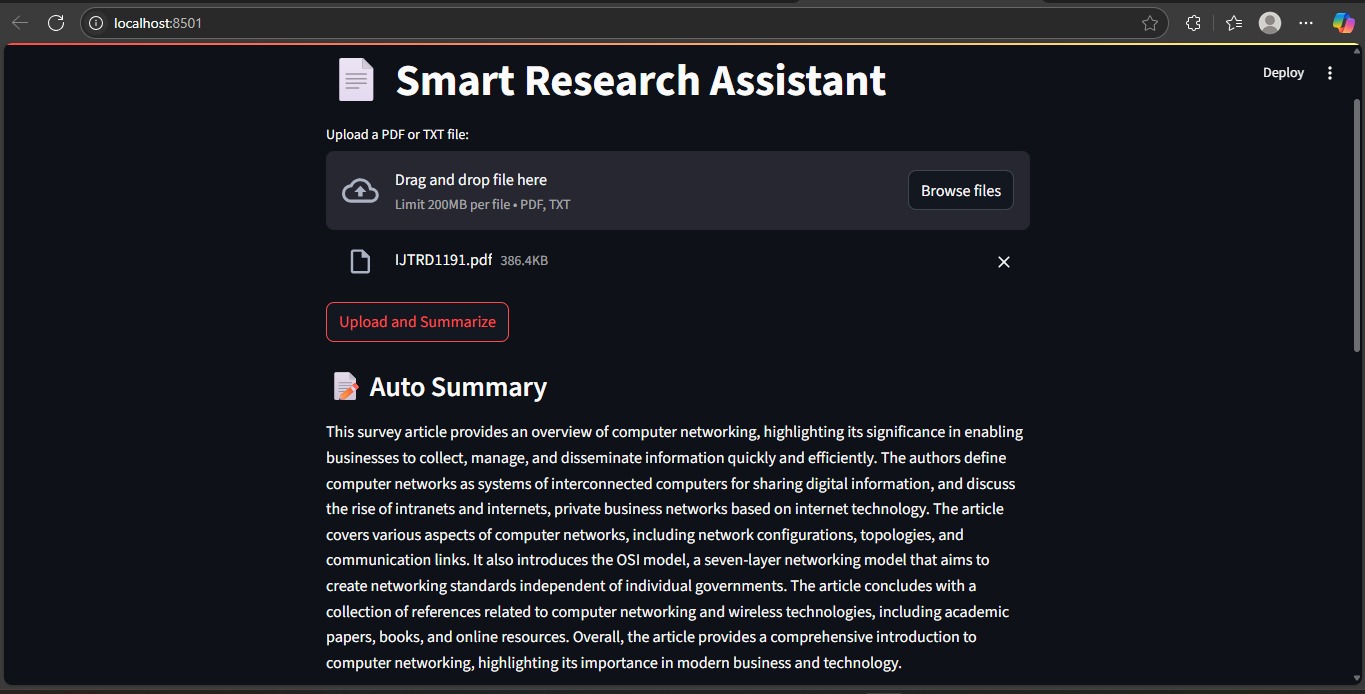 localhost:8501
Deploy
Smart Research Assistant
Upload a PDF or TXT file:
Drag and drop file here
Limit 200MB per file • PDF, TXT
Browse files
IJTRD1191.pdf 386.4KB
Upload and Summarize
Auto Summary
This survey article provides an overview of computer networking, highlighting its significance in enabling
businesses to collect, manage, and disseminate information quickly and efficiently. The authors define
computer networks as systems of interconnected computers for sharing digital information, and discuss
the rise of intranets and internets, private business networks based on internet technology. The article
covers various aspects of computer networks, including network configurations, topologies, and
communication links. It also introduces the OSI model, a seven-layer networking model that aims to
create networking standards independent of individual governments. The article concludes with a
collection of references related to computer networking and wireless technologies, including academic
papers, books, and online resources. Overall, the article provides a comprehensive introduction to
computer networking, highlighting its importance in modern business and technology.